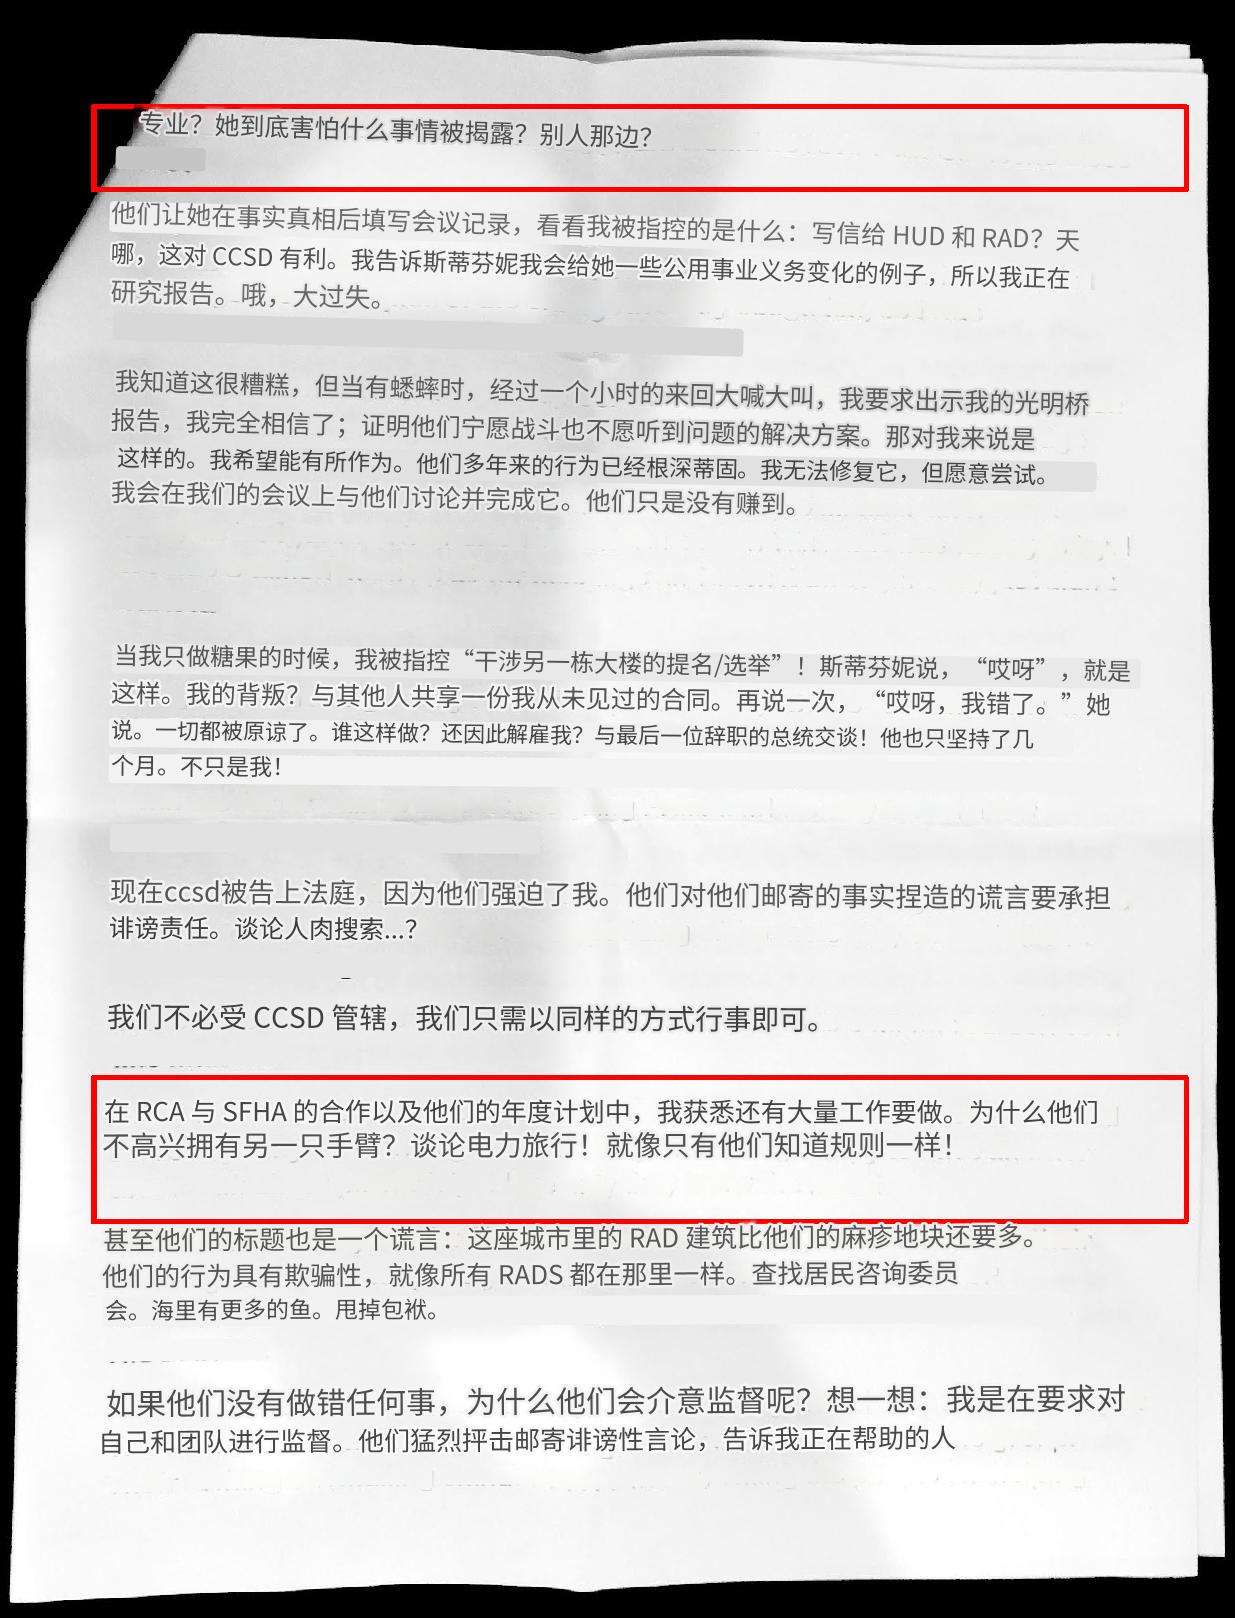 专业？她到底害怕什么事情被揭露？别人那边？
他们让她在事实真相后填写会议记录，看看我被指控的是什么：写信给 HUD 和 RAD？天
哪，这对 CCSD 有利。我告诉斯蒂芬妮我会给她一些公用事业义务变化的例子，所以我正在
研究报告。哦，大过失。
我知道这很糟糕，但当有蟋蟀时，经过一个小时的来回大喊大叫，我要求出示我的光明桥
报告，我完全相信了；证明他们宁愿战斗也不愿听到问题的解决方案。那对我来说是
这样的。我希望能有所作为。他们多年来的行为已经根深蒂固。我无法修复它，但愿意尝试。
我会在我们的会议上与他们讨论并完成它。他们只是没有赚到。
当我只做糖果的时候，我被指控“干涉另一栋大楼的提名/选举”！斯蒂芬妮说，“哎呀”，就是
这样。我的背叛？与其他人共享一份我从未见过的合同。再说一次，“哎呀，我错了。”她
说。一切都被原谅了。谁这样做？还因此解雇我？与最后一位辞职的总统交谈！他也只坚持了几
个月。不只是我！
现在ccsd被告上法庭，因为他们强迫了我。他们对他们邮寄的事实捏造的谎言要承担
诽谤责任。谈论人肉搜索...？
我们不必受 CCSD 管辖，我们只需以同样的方式行事即可。
在 RCA 与 SFHA 的合作以及他们的年度计划中，我获悉还有大量工作要做。为什么他们
不高兴拥有另一只手臂？谈论电力旅行！就像只有他们知道规则一样！
甚至他们的标题也是一个谎言：这座城市里的 RAD 建筑比他们的麻疹地块还要多。
他们的行为具有欺骗性，就像所有 RADS 都在那里一样。查找居民咨询委员
会。海里有更多的鱼。甩掉包袱。
如果他们没有做错任何事，为什么他们会介意监督呢？想一想：我是在要求对
自己和团队进行监督。他们猛烈抨击邮寄诽谤性言论，告诉我正在帮助的人